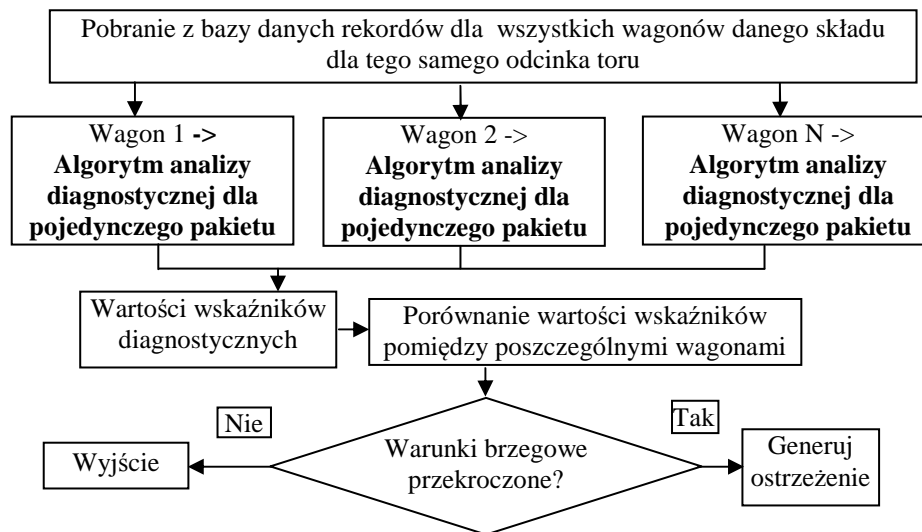 Pobranie z bazy danych rekordów dla wszystkich wagonów danego składu
dla tego samego odcinka toru
Wagon 1 ->
Algorytm analizy
diagnostycznej dla
pojedynczego pakietu
Wagon 2 ->
Algorytm analizy
diagnostycznej dla
pojedynczego pakietu
Wagon N ->
Algorytm analizy
diagnostycznej dla
pojedynczego pakietu
Wartości wskaźników
diagnostycznych
Porównanie wartości wskaźników
pomiędzy poszczególnymi wagonami
Nie
Tak
Warunki brzegowe
przekroczone?
Wyjście
Generuj
ostrzeżenie